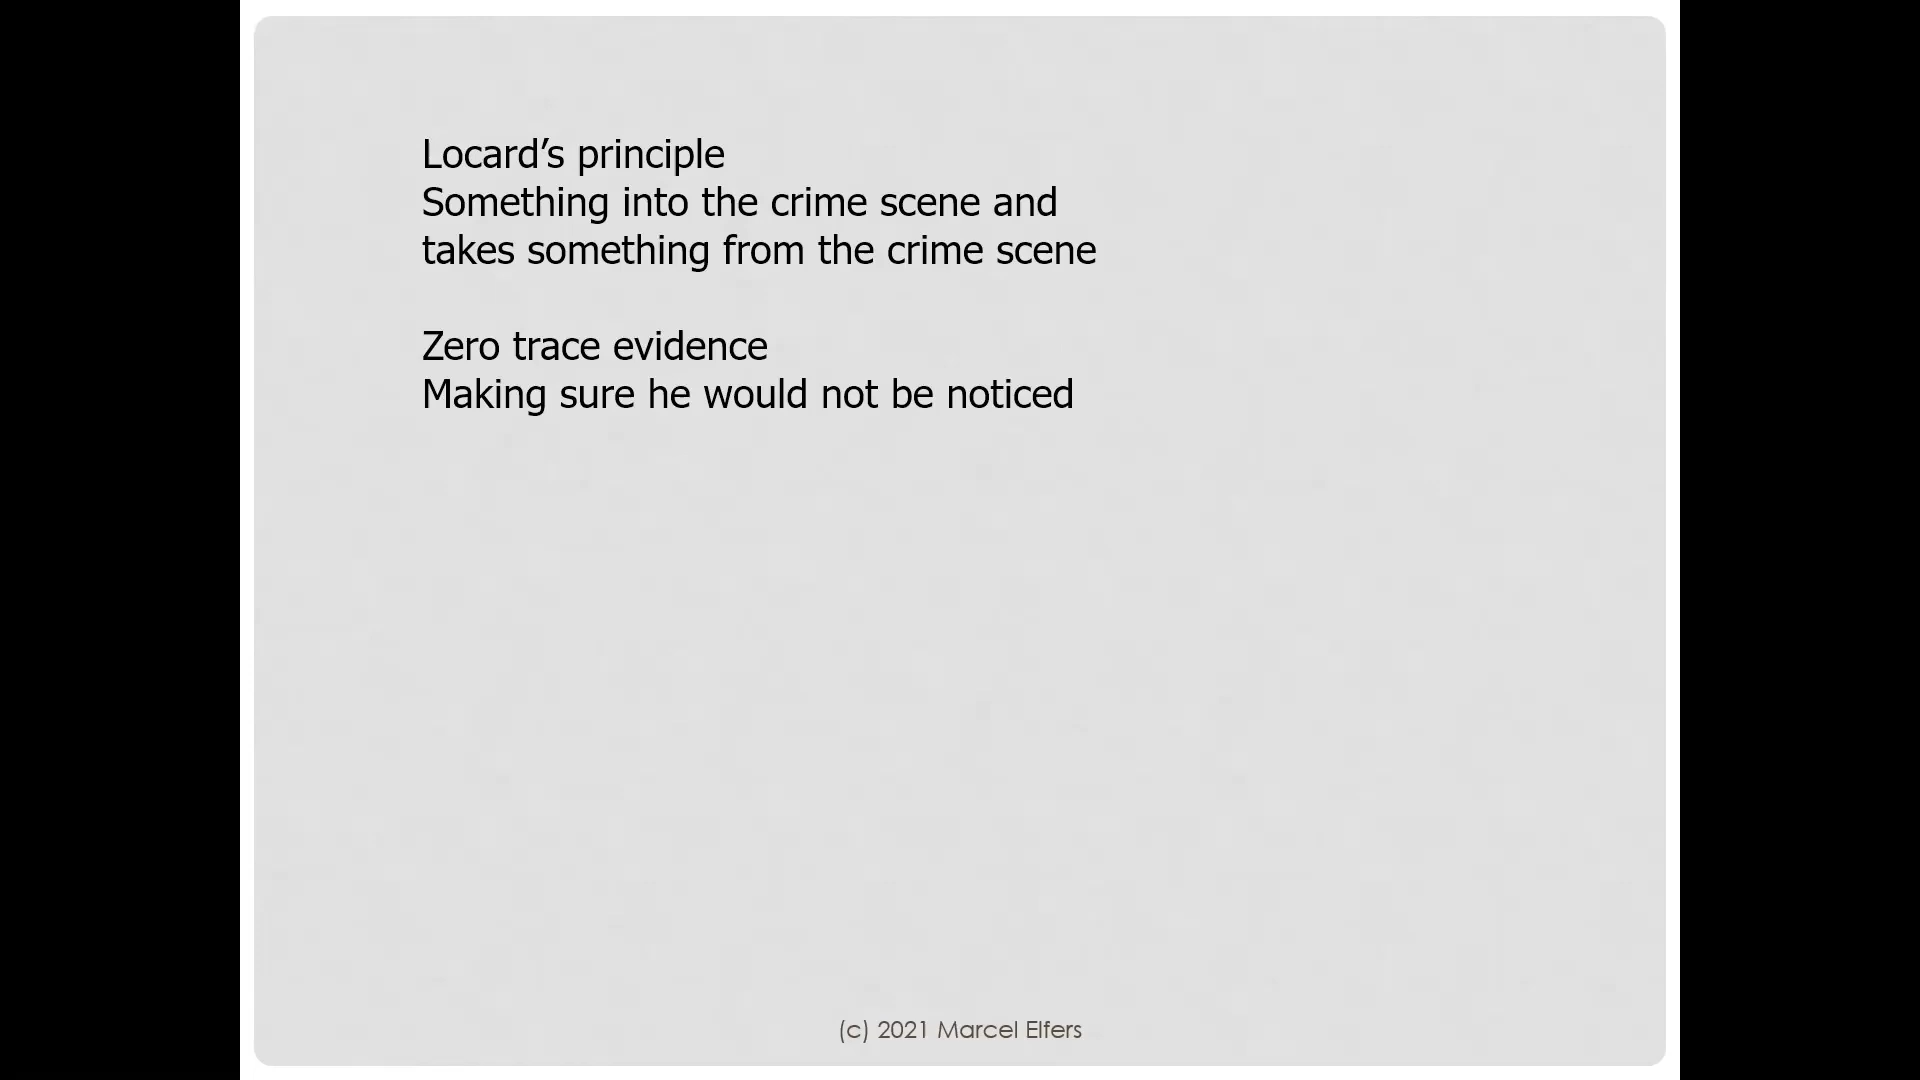 Locard’s principle
Something into the crime scene and
takes something from the crime scene
Zero trace evidence
Making sure he would not be noticed
(c) 2021 Marcel Elfers